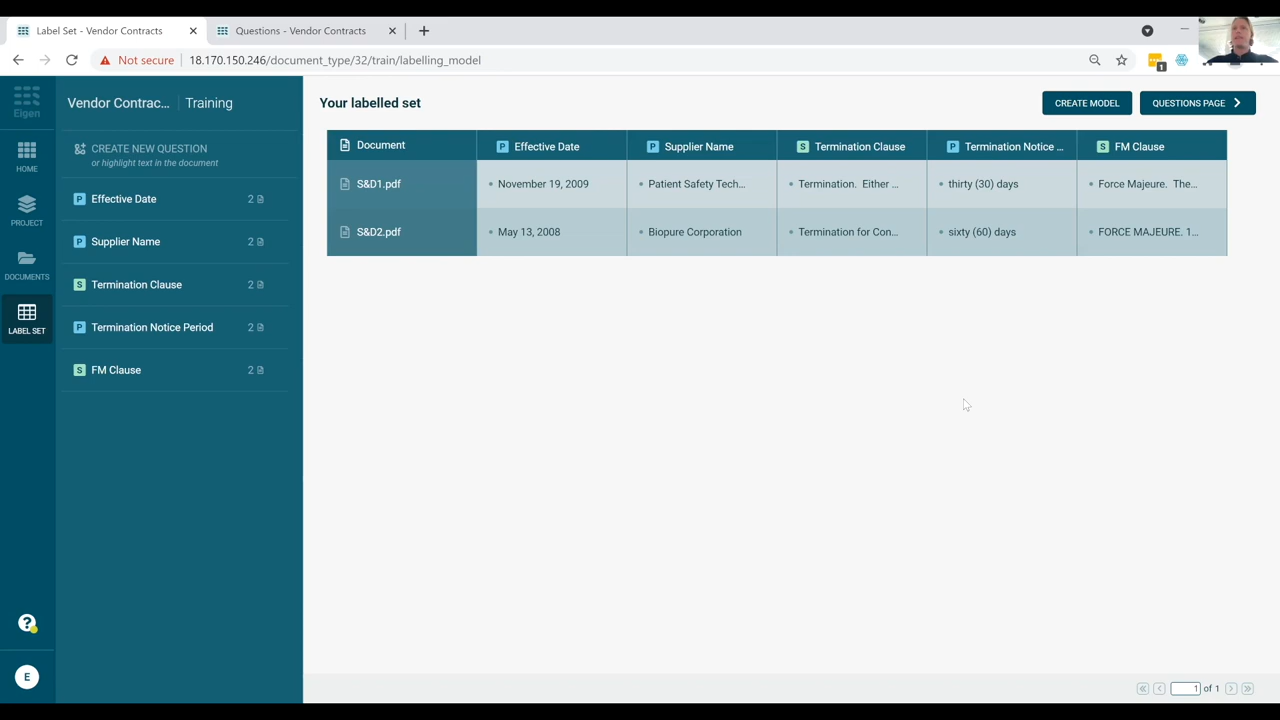 Label Set - Vendor Contracts
Questions - Vendor Contracts
Not secure 18.170.150.246/document_type/32/train/labelling_model
1
Eigen
HOME
PROJECT
DOCUMENTS
LABEL SET
?
E
Vendor Contrac... Training
CREATE NEW QUESTION
or highlight text in the document
P Effective Date 2
P Supplier Name 2
S Termination Clause 2
P Termination Notice Period 2
S FM Clause 2
Your labelled set
CREATE MODEL QUESTIONS PAGE
Document P Effective Date P Supplier Name S Termination Clause P Termination Notice ... S FM Clause
S&D1.pdf November 19, 2009 Patient Safety Tech... Termination. Either ... thirty (30) days Force Majeure. The...
S&D2.pdf May 13, 2008 Biopure Corporation Termination for Con... sixty (60) days FORCE MAJEURE. 1...
1 of 1